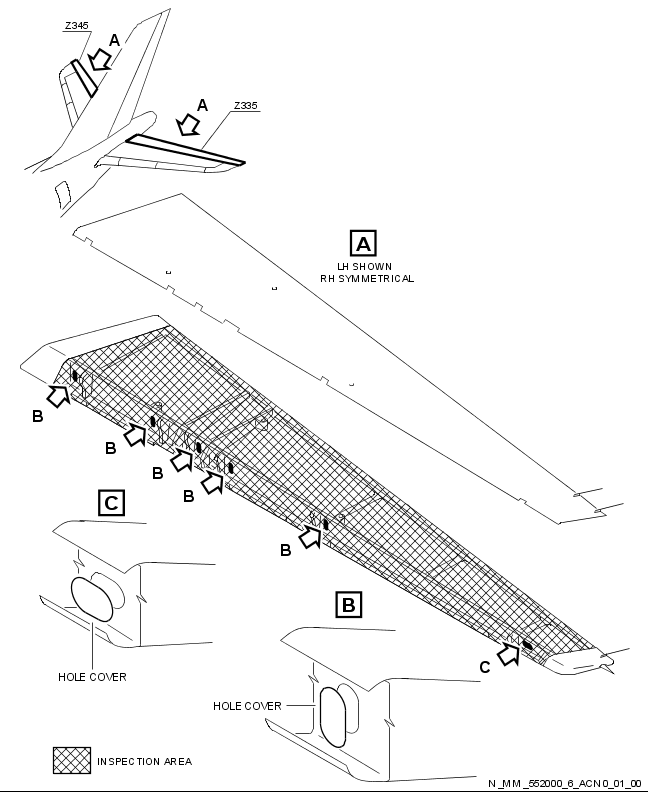 Z345
A
A
Z335
A
LH SHOWN
RH SYMMETRICAL
B
B
B
B
B
C
C
HOLE COVER
B
HOLE COVER
INSPECTION AREA
N_MM_552000_6_ACN0_01_00